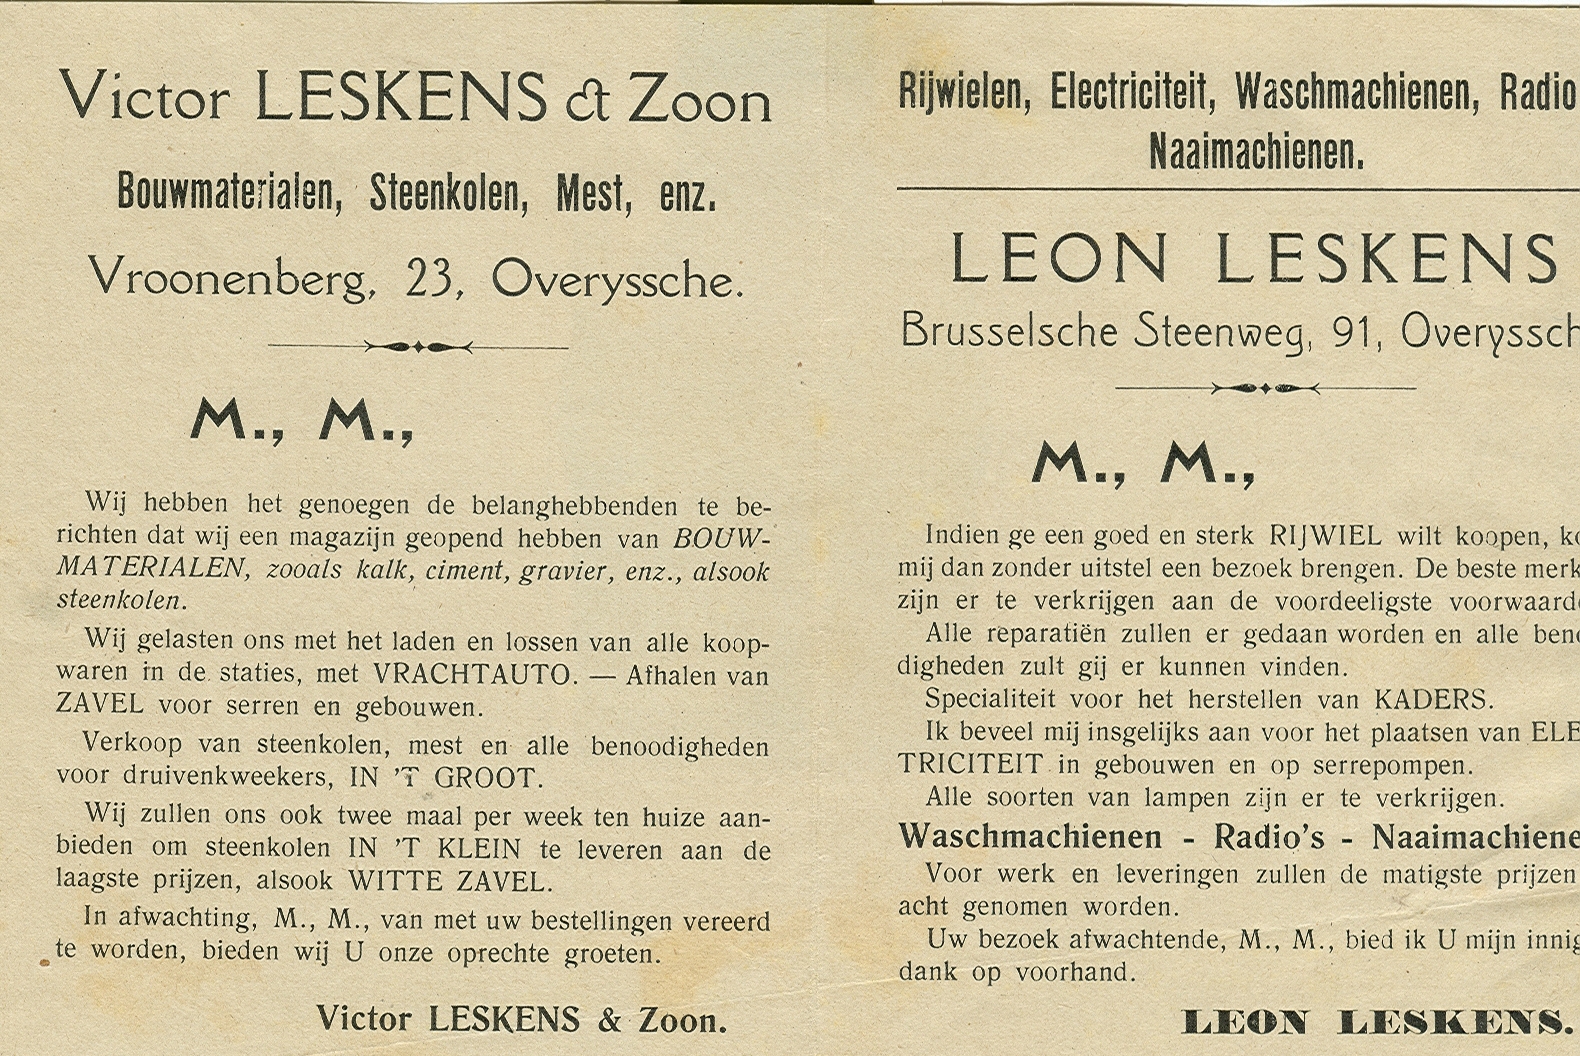 Victor LESKENS & Zoon
Bouwmaterialen, Steenkolen, Mest, enz.
Vroonenberg, 23, Overyssche.
M., M.,
Wij hebben het genoegen de belanghebbenden te be-
richten dat wij een magazijn geopend hebben van BOUW-
MATERIALEN, zooals kalk, ciment, gravier, enz., alsook
steenkolen.
Wij gelasten ons met het laden en lossen van alle koop-
waren in de staties, met VRACHTAUTO. — Afhalen van
ZAVEL voor serren en gebouwen.
Verkoop van steenkolen, mest en alle benoodigheden
voor druivenkweekers, IN 'T GROOT.
Wij zullen ons ook twee maal per week ten huize aan-
bieden om steenkolen IN 'T KLEIN te leveren aan de
laagste prijzen, alsook WITTE ZAVEL.
In afwachting, M., M., van met uw bestellingen vereerd
te worden, bieden wij U onze oprechte groeten.
Victor LESKENS & Zoon.
Rijwielen, Electriciteit, Waschmachienen, Radio
Naaimachienen.
LEON LESKENS
Brusselsche Steenweg, 91, Overyssch
M., M.,
Indien ge een goed en sterk RIJWIEL wilt koopen,
mij dan zonder uitstel een bezoek brengen. De beste merk
zijn er te verkrijgen aan de voordeeligste voorwaard
Alle reparatiën zullen er gedaan worden en alle beno
digheden zult gij er kunnen vinden.
Specialiteit voor het herstellen van KADERS.
Ik beveel mij insgelijks aan voor het plaatsen van ELE
TRICITEIT in gebouwen en op serrepompen.
Alle soorten van lampen zijn er te verkrijgen.
Waschmachienen - Radio's - Naaimachiene
Voor werk en leveringen zullen de matigste prijzen
acht genomen worden.
Uw bezoek afwachtende, M., M., bied ik U mijn innig
dank op voorhand.
LEON LESKENS.